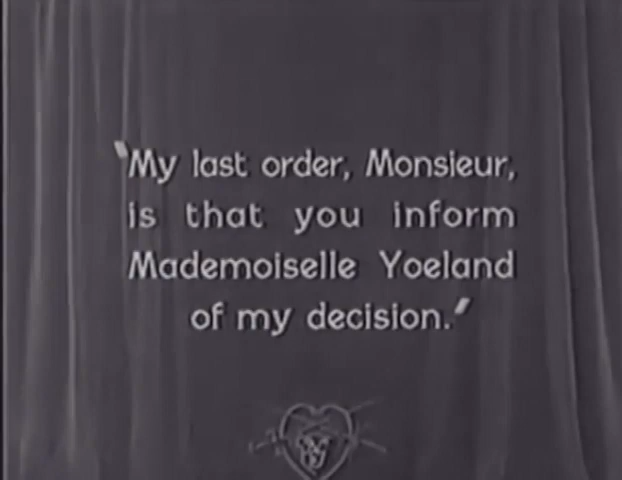 'My last order, Monsieur,
is that you inform
Mademoiselle Yoeland
of my decision.'